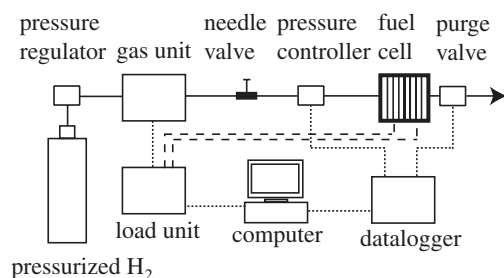 pressure regulator
gas unit
needle valve
pressure controller
fuel cell
purge valve
load unit
computer
datalogger
pressurized H₂